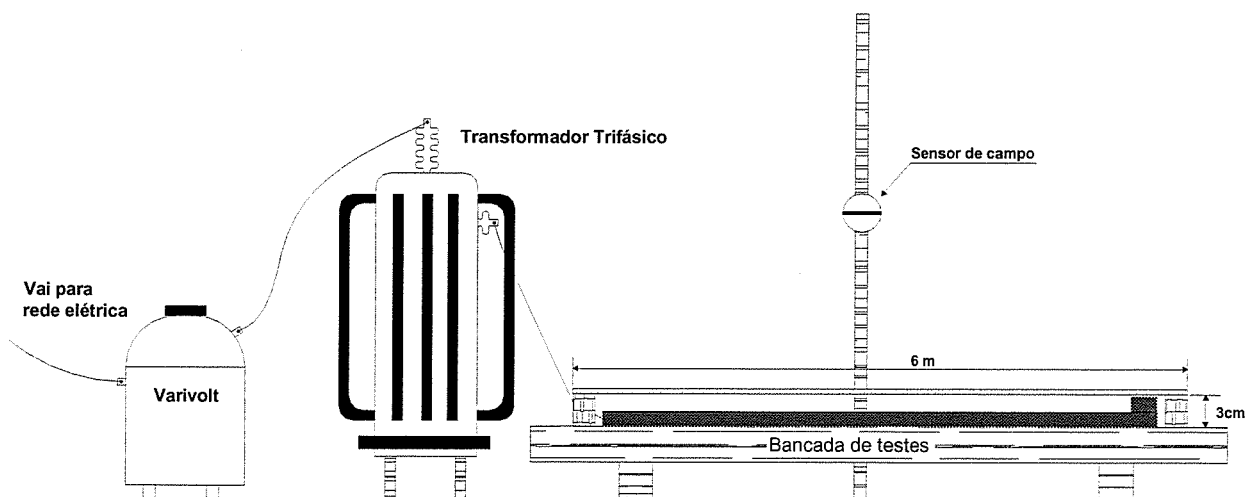 Transformador Trifásico
Sensor de campo
Vai para
rede elétrica
Varivolt
6 m
3cm
Bancada de testes